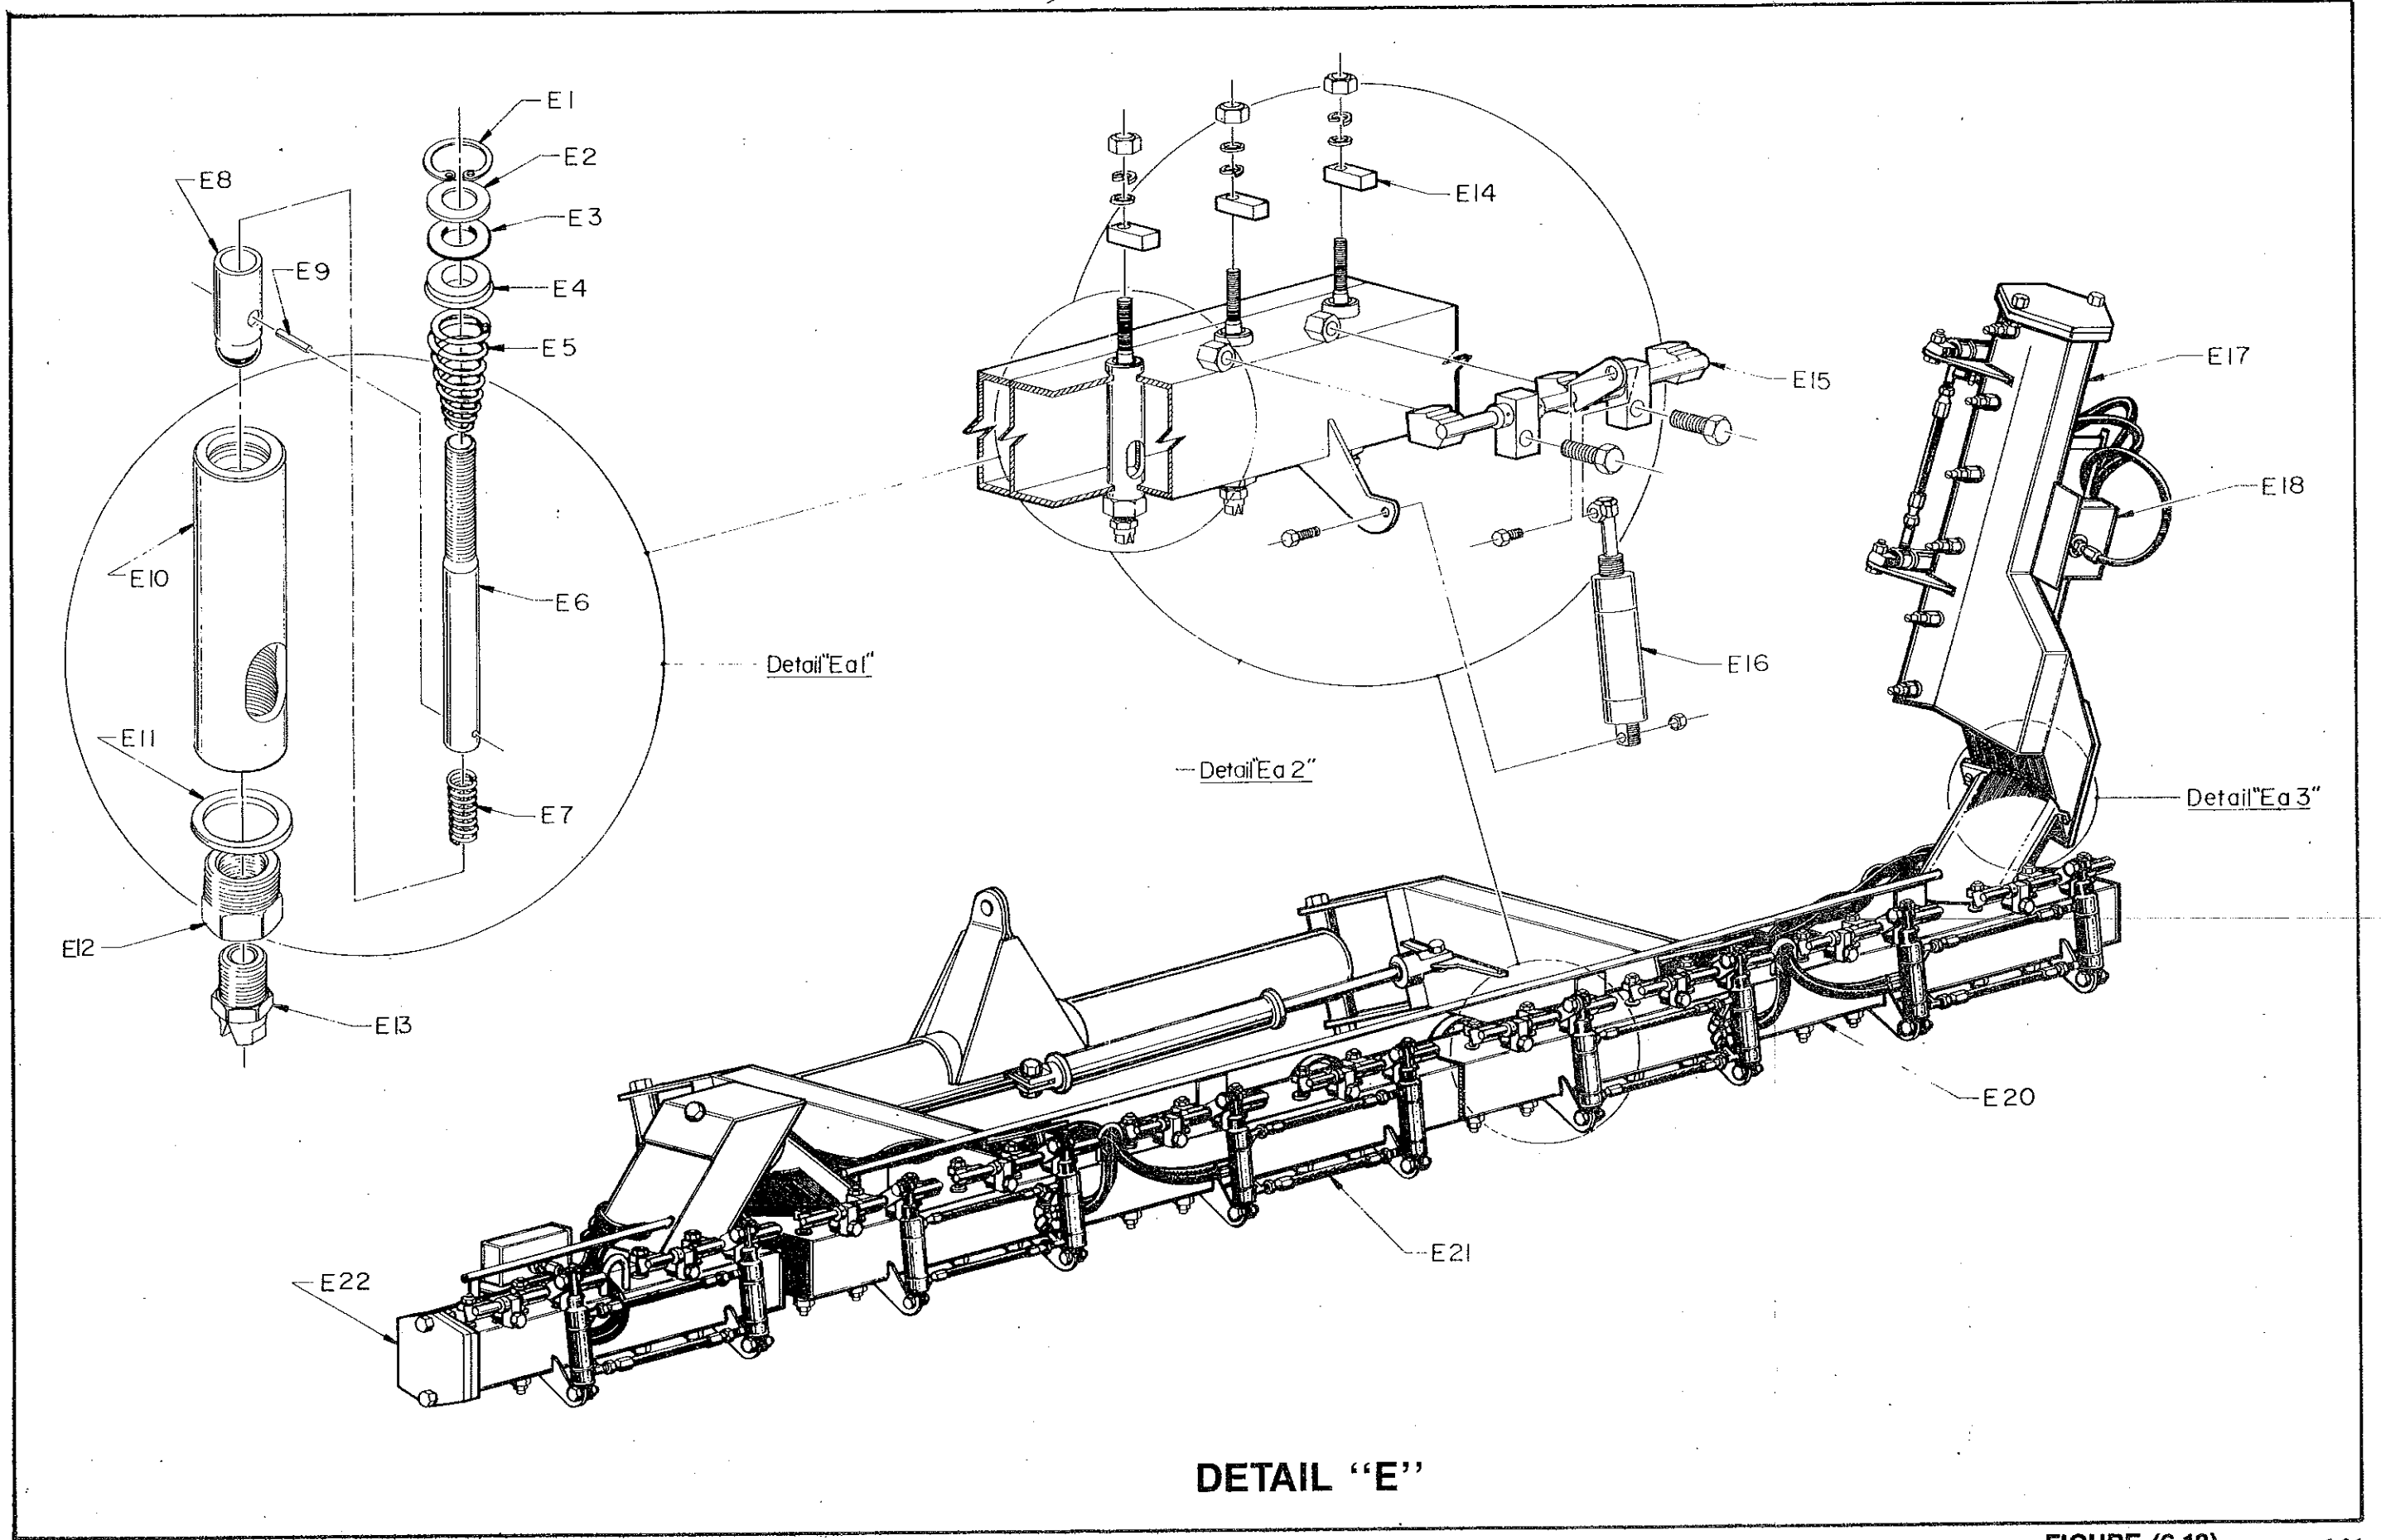 E1
E2
E3
E4
E5
E6
E7
E8
E9
E10
E11
E12
E13
Detail"Ea1"
E14
E15
E16
Detail"Ea 2"
E17
E18
Detail"Ea 3"
E20
E21
E22
DETAIL “E”